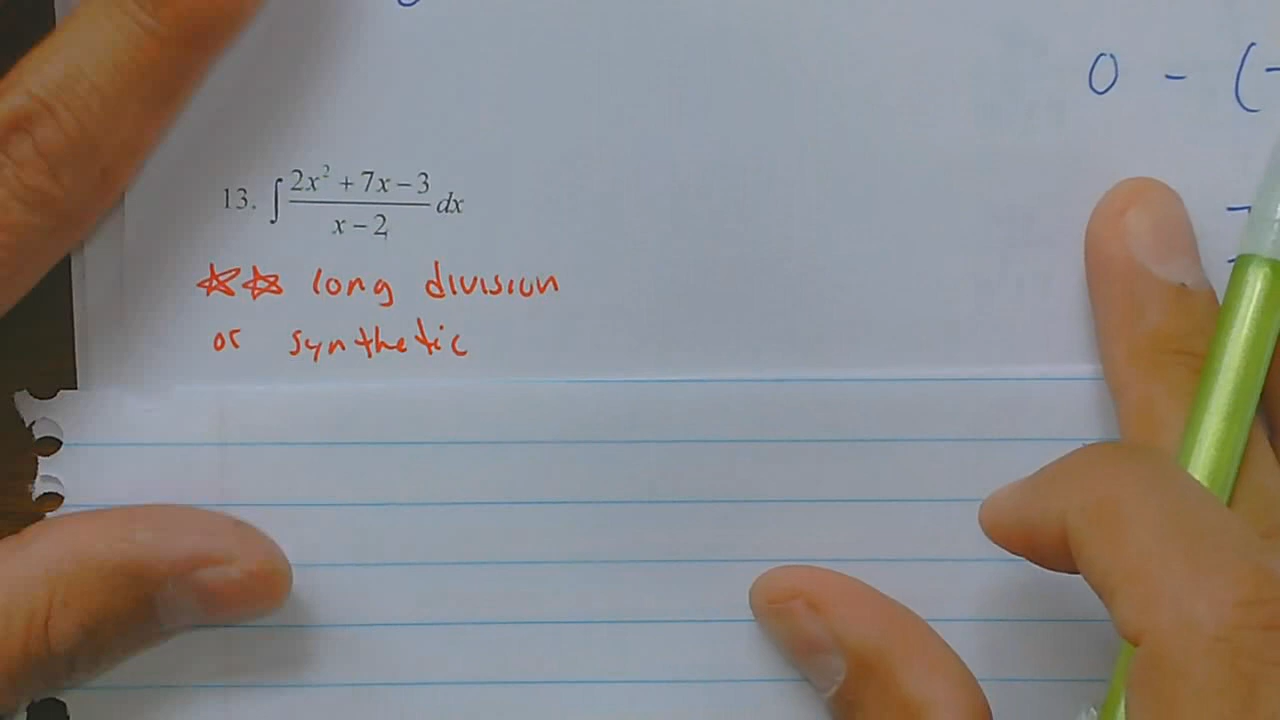 0 - (
13. ∫ (2x² + 7x - 3)/(x - 2) dx
☆☆ long division
or synthetic